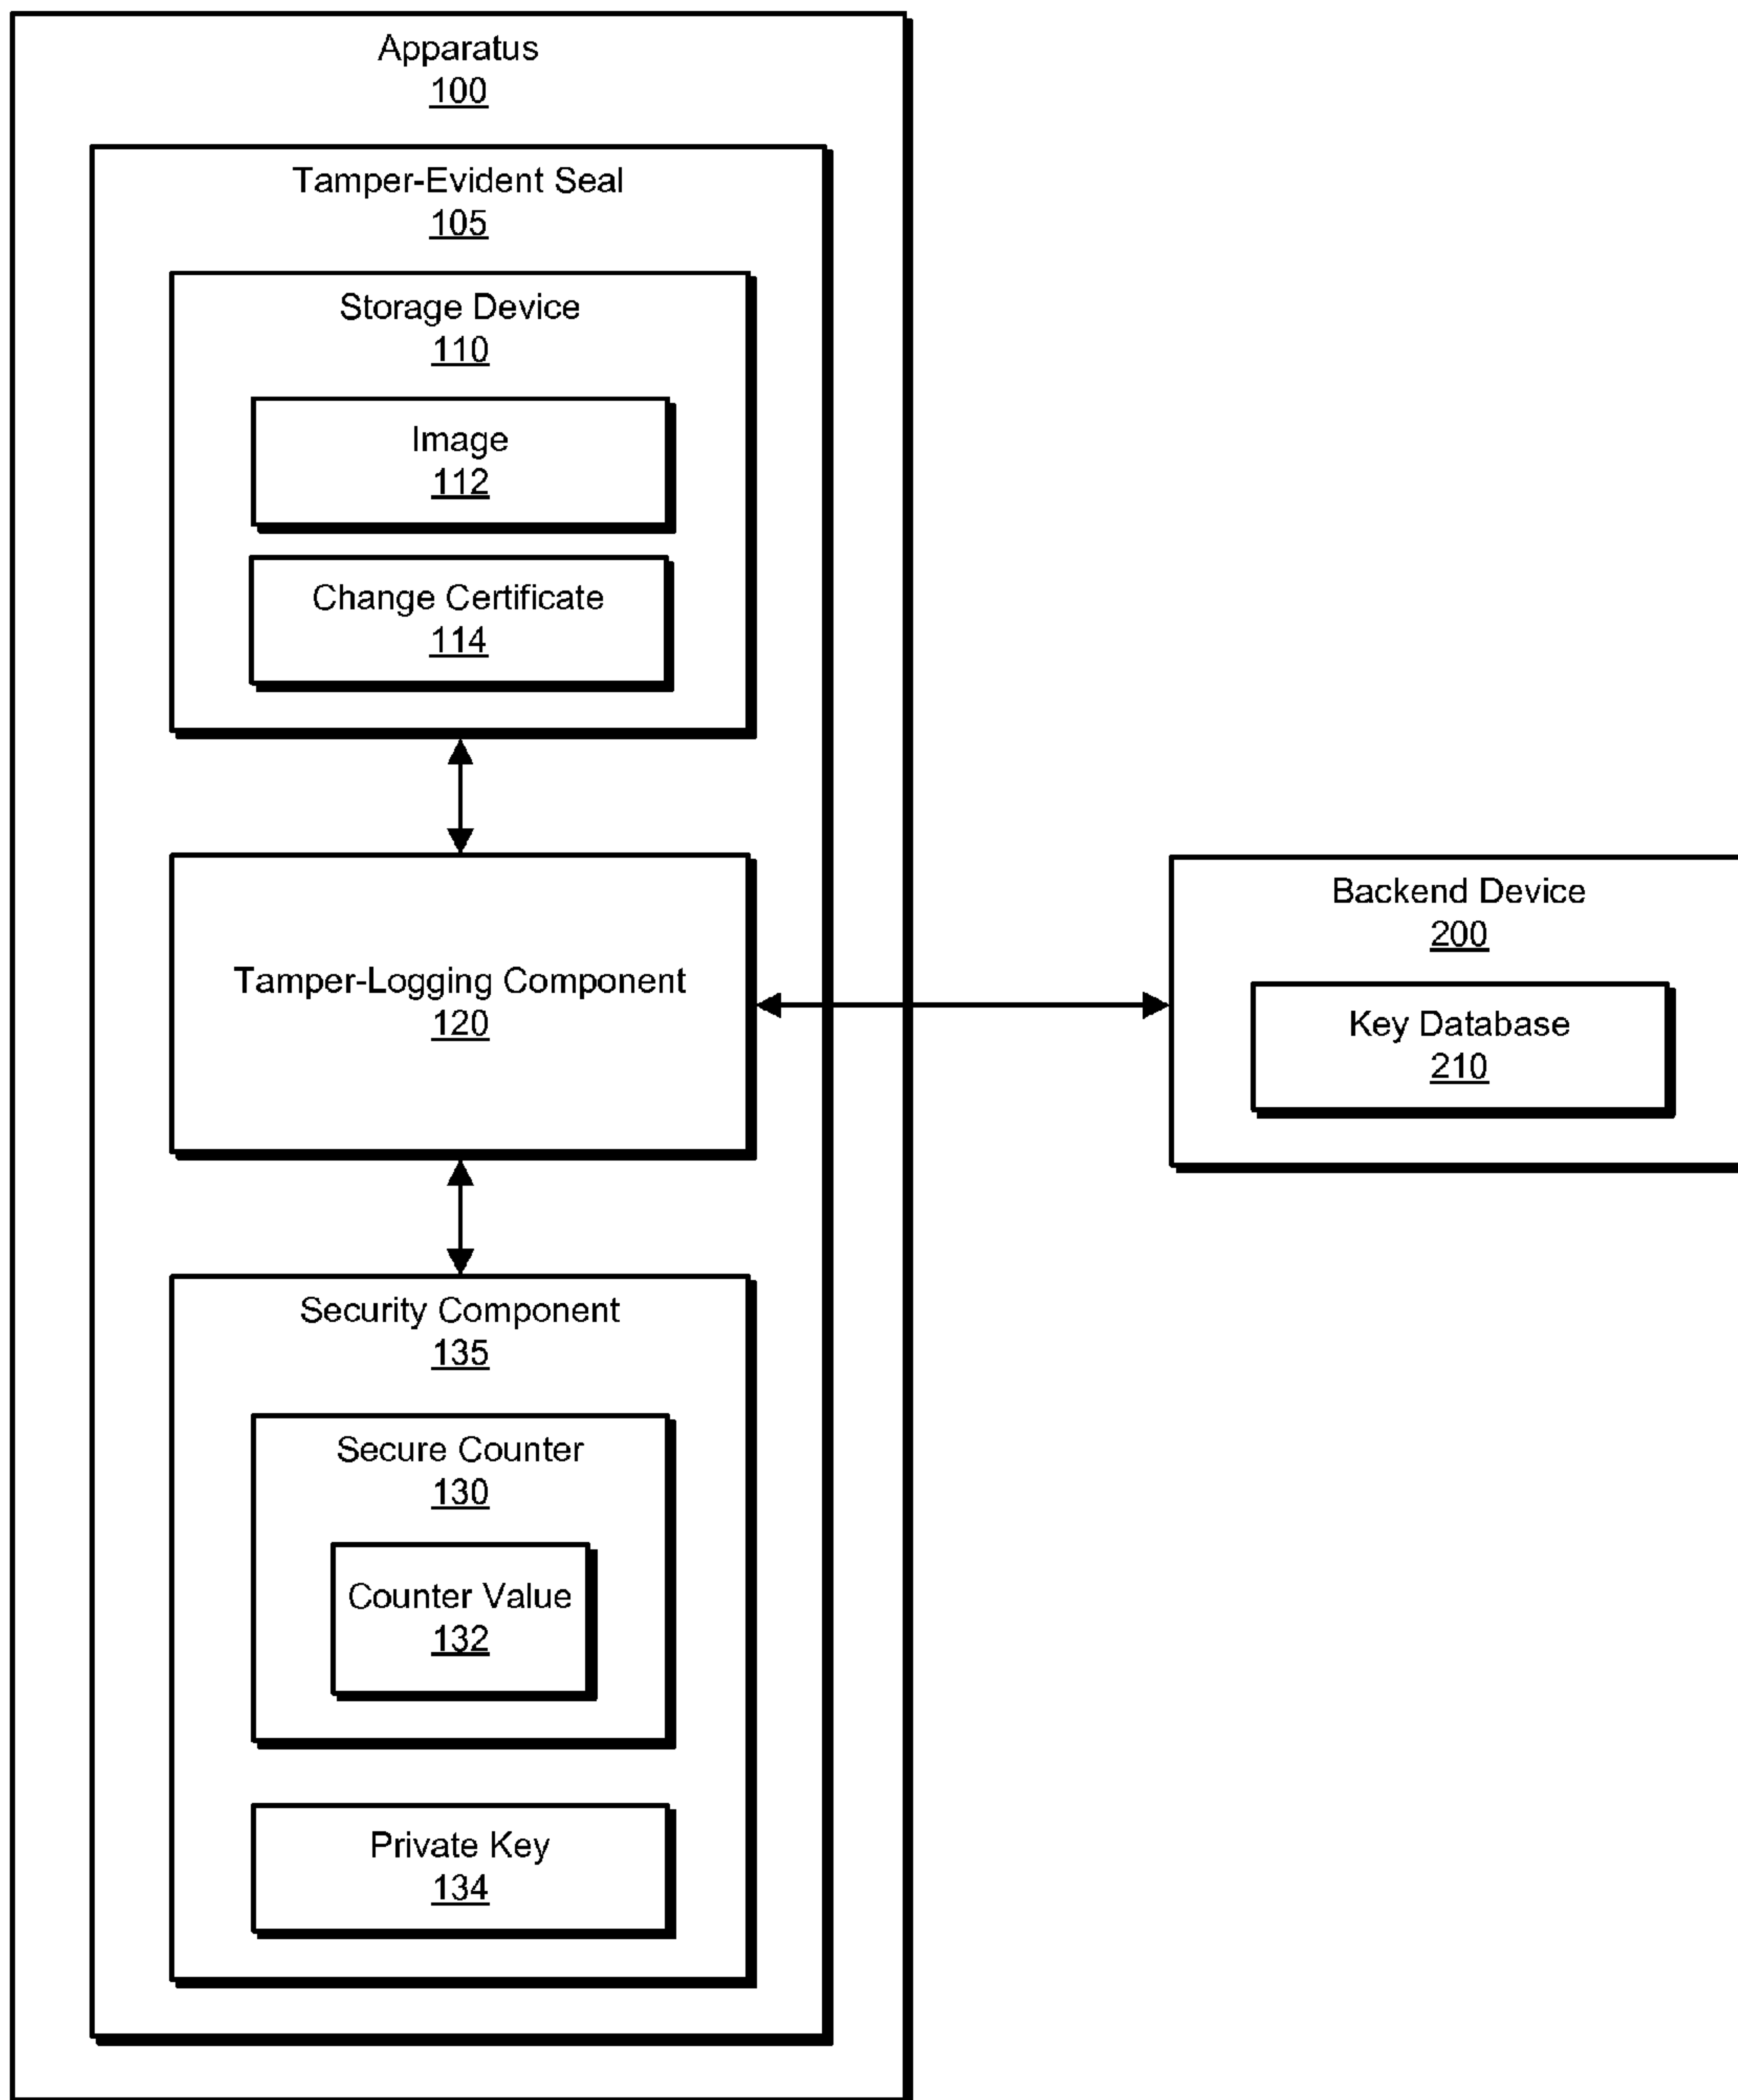 Apparatus
100
Tamper-Evident Seal
105
Storage Device
110
Image
112
Change Certificate
114
Tamper-Logging Component
120
Backend Device
200
Key Database
210
Security Component
135
Secure Counter
130
Counter Value
132
Private Key
134